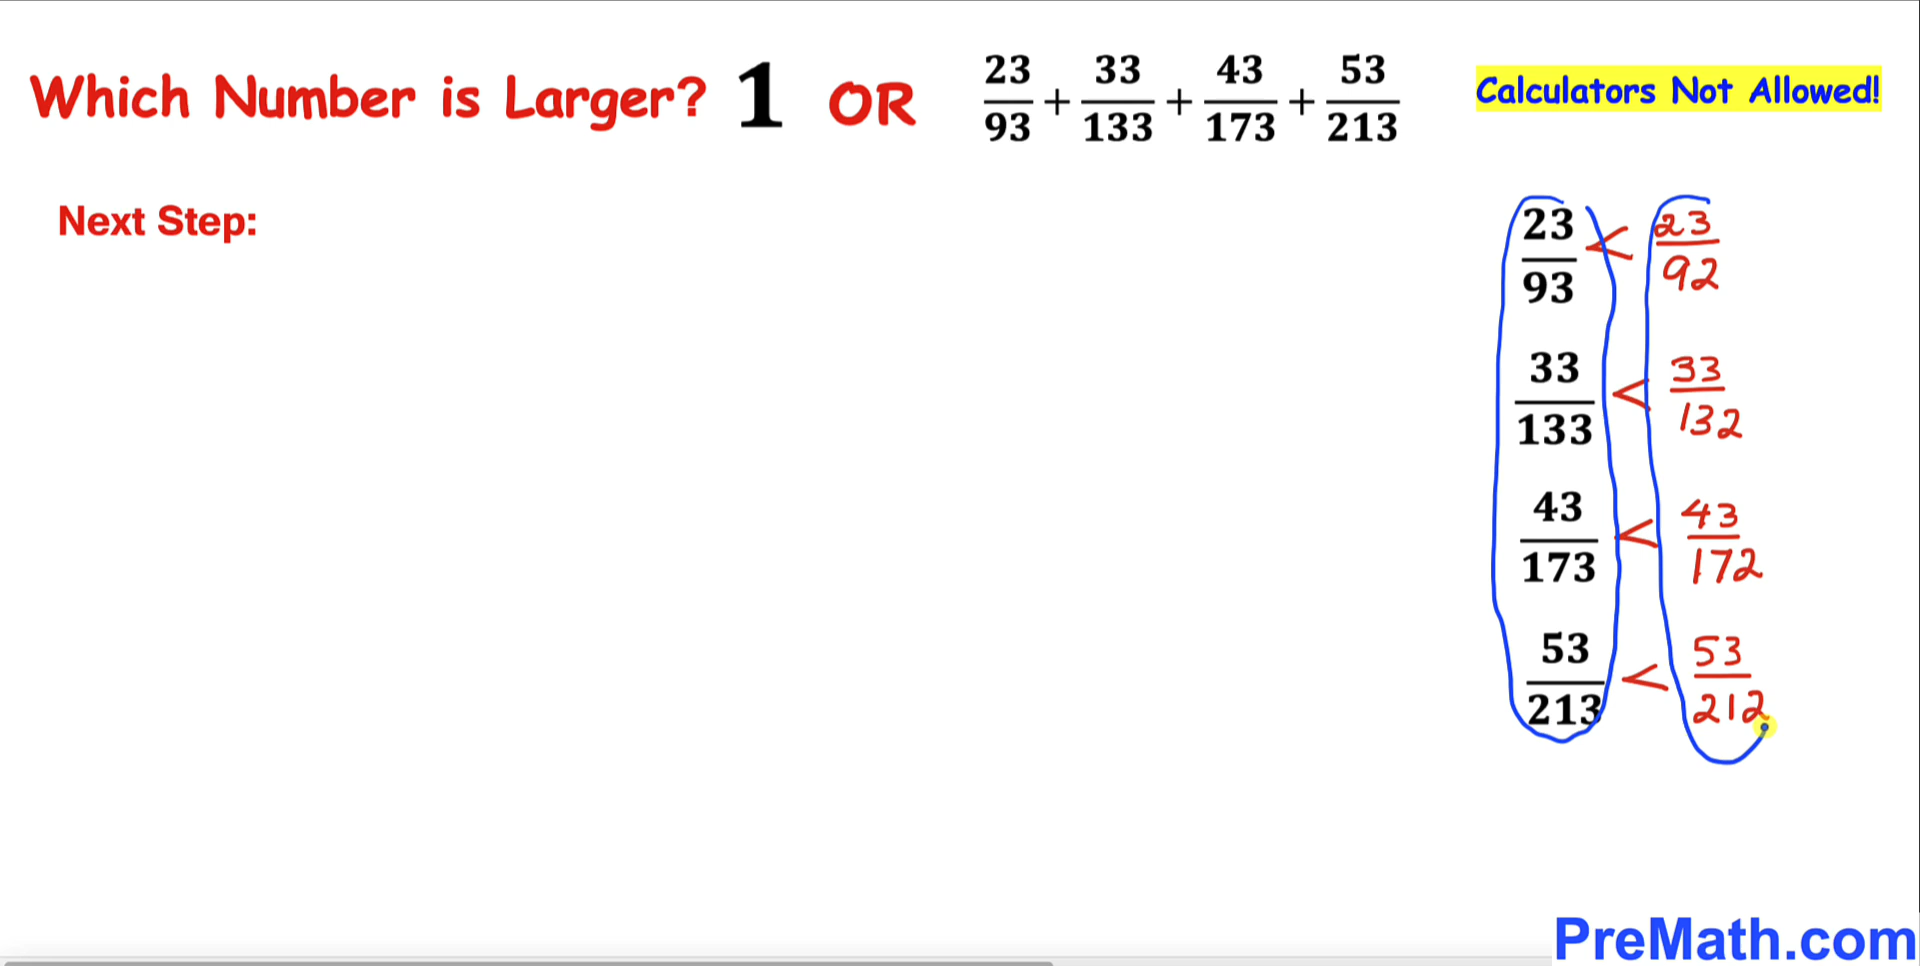 Which Number is Larger? 1 OR 23/93 + 33/133 + 43/173 + 53/213
Calculators Not Allowed!
Next Step:
23/93 < 23/92
33/133 < 33/132
43/173 < 43/172
53/213 < 53/212
PreMath.com